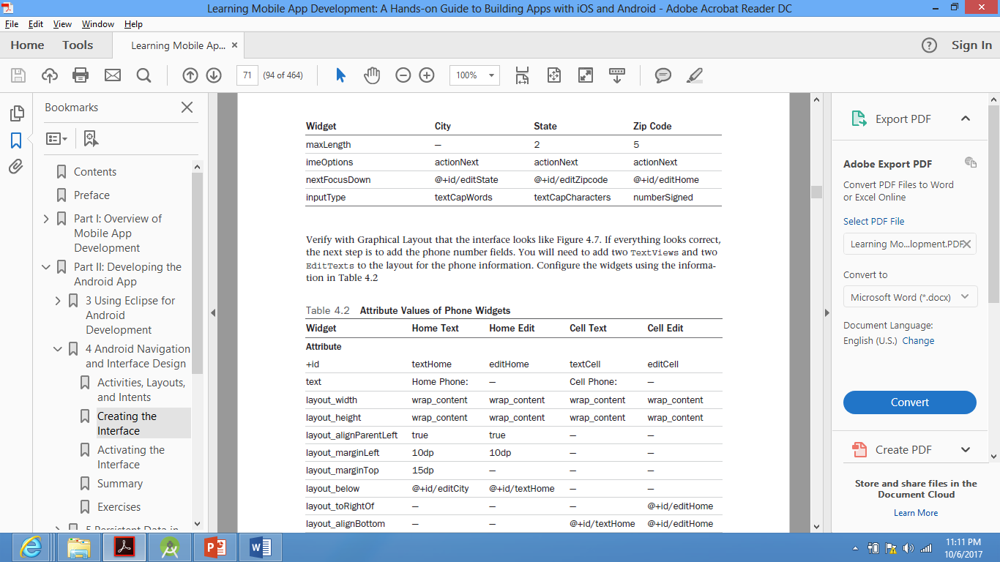 Learning Mobile App Development: A Hands-on Guide to Building Apps with iOS and Android - Adobe Acrobat Reader DC
File Edit View Window Help
Home Tools Learning Mobile Ap... × Sign In
71 (94 of 464) 100%
Bookmarks
Contents
Preface
Part I: Overview of
Mobile App
Development
Part II: Developing the
Android App
3 Using Eclipse for
Android
Development
4 Android Navigation
and Interface Design
Activities, Layouts,
and Intents
Creating the
Interface
Activating the
Interface
Summary
Exercises
5 Persistent Data in
Widget City State Zip Code
maxLength — 2 5
imeOptions actionNext actionNext actionNext
nextFocusDown @+id/editState @+id/editZipcode @+id/editHome
inputType textCapWords textCapCharacters numberSigned
Verify with Graphical Layout that the interface looks like Figure 4.7. If everything looks correct,
the next step is to add the phone number fields. You will need to add two TextViews and two
EditTexts to the layout for the phone information. Configure the widgets using the informa-
tion in Table 4.2
Table 4.2 Attribute Values of Phone Widgets
Widget Home Text Home Edit Cell Text Cell Edit
Attribute
+id textHome editHome textCell editCell
text Home Phone: — Cell Phone: —
layout_width wrap_content wrap_content wrap_content wrap_content
layout_height wrap_content wrap_content wrap_content wrap_content
layout_alignParentLeft true true — —
layout_marginLeft 10dp 10dp — —
layout_marginTop 15dp — — —
layout_below @+id/editCity @+id/textHome — —
layout_toRightOf — — — @+id/editHome
layout_alignBottom — — @+id/textHome @+id/editHome
Export PDF
Adobe Export PDF
Convert PDF Files to Word
or Excel Online
Select PDF File
Learning Mo...lopment.PDF
Convert to
Microsoft Word (*.docx)
Document Language:
English (U.S.) Change
Convert
Create PDF
Store and share files in the
Document Cloud
Learn More
11:11 PM
10/6/2017